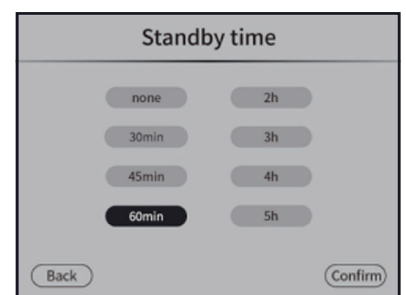 Standby time
none
2h
30min
3h
45min
4h
60min
5h
Back
Confirm